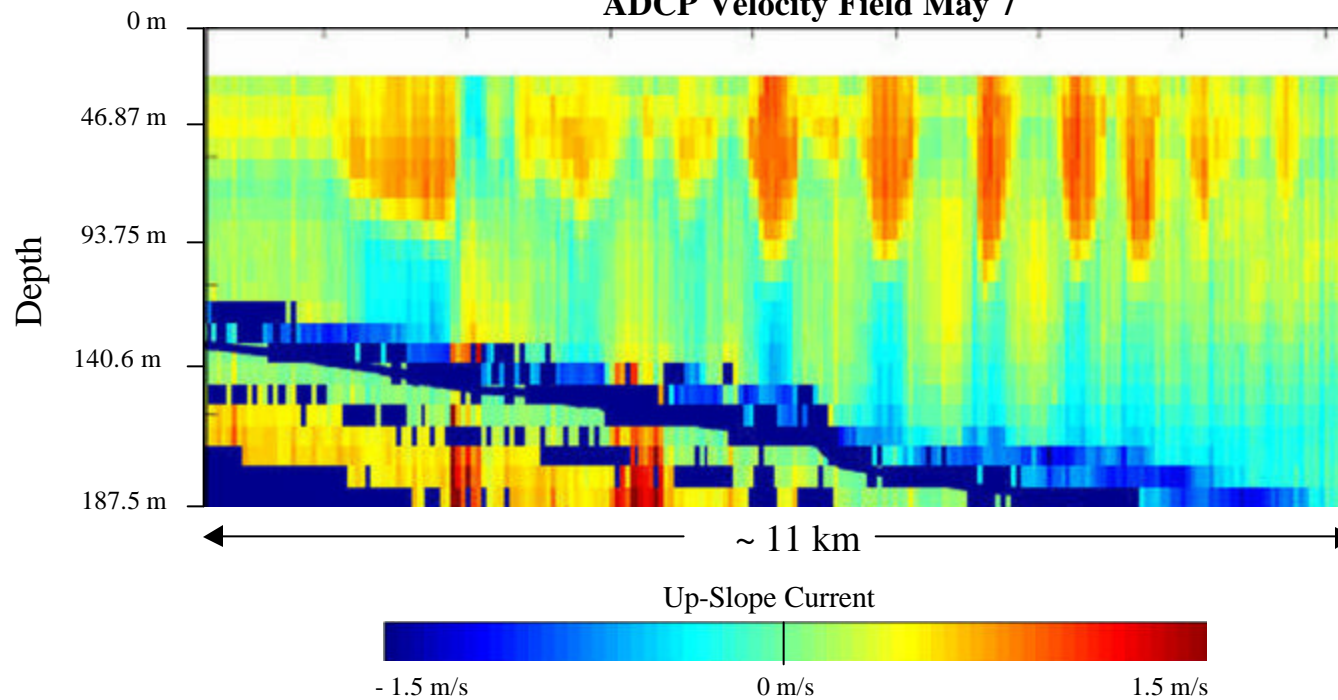 ADCP Velocity Field May 7
0 m
46.87 m
93.75 m
140.6 m
187.5 m
Depth
~ 11 km
Up-Slope Current
- 1.5 m/s 0 m/s 1.5 m/s